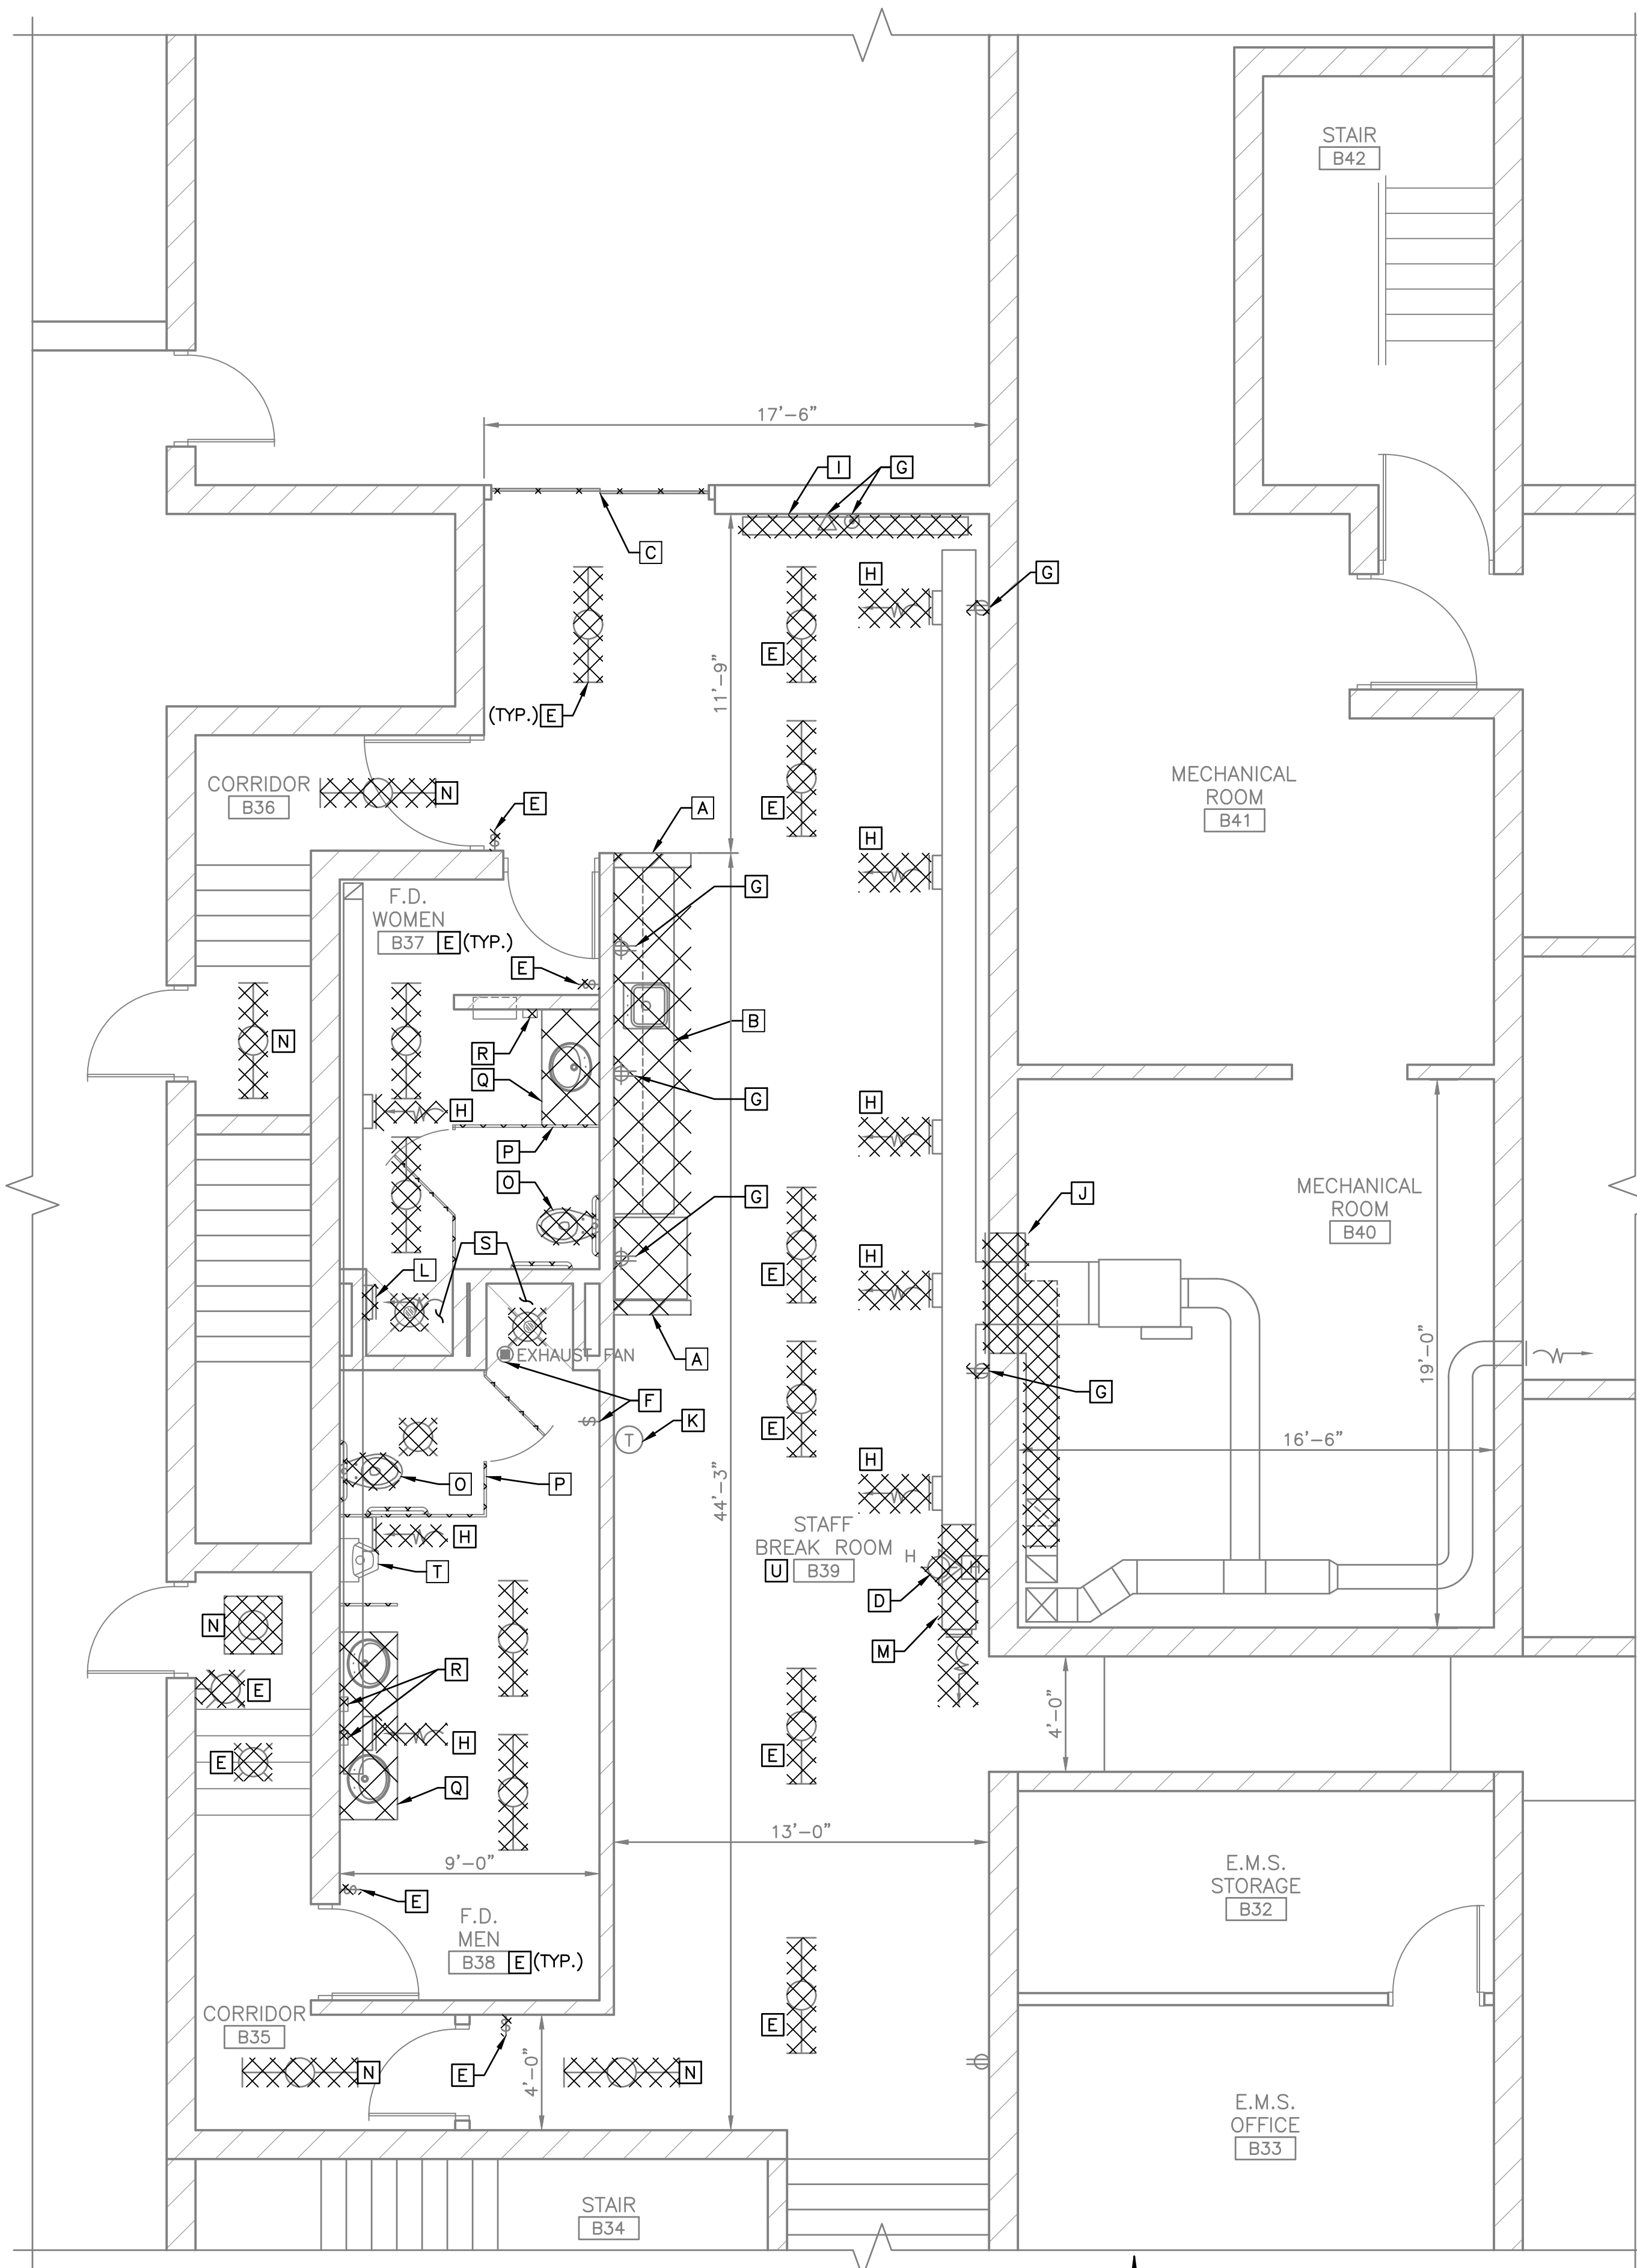 STAIR
B42
17'-6"
I
G
C
H
G
E
11'-9"
(TYP.) E
CORRIDOR
B36
N
E
A
E
H
MECHANICAL
ROOM
B41
F.D.
WOMEN
B37 E (TYP.)
G
E
B
N
R
Q
H
G
H
P
O
G
J
MECHANICAL
ROOM
B40
S
H
E
L
EXHAUST FAN
A
F
K
T
G
E
19'-0"
16'-6"
O
P
H
44'-3"
H
T
STAFF
BREAK ROOM
U B39
H
D
M
N
E
R
E
H
E
Q
4'-0"
13'-0"
9'-0"
E
E.M.S.
STORAGE
B32
F.D.
MEN
B38 E (TYP.)
CORRIDOR
B35
E
N
E
N
4'-0"
E.M.S.
OFFICE
B33
STAIR
B34